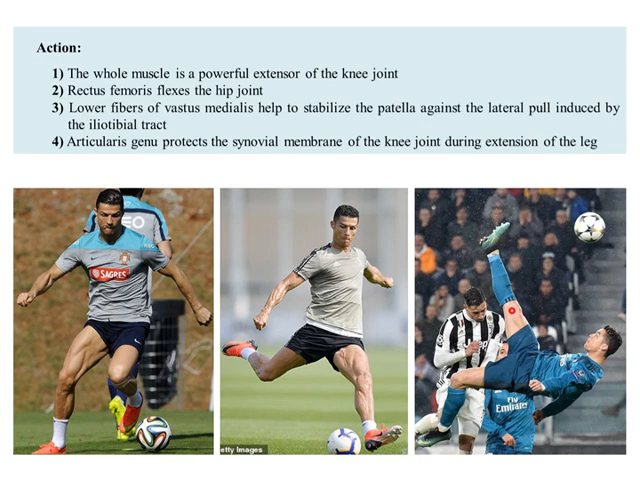 Action:
1) The whole muscle is a powerful extensor of the knee joint
2) Rectus femoris flexes the hip joint
3) Lower fibers of vastus medialis help to stabilize the patella against the lateral pull induced by
the iliotibial tract
4) Articularis genu protects the synovial membrane of the knee joint during extension of the leg
EO
SAGRES
etty Images
Fly
Emirates